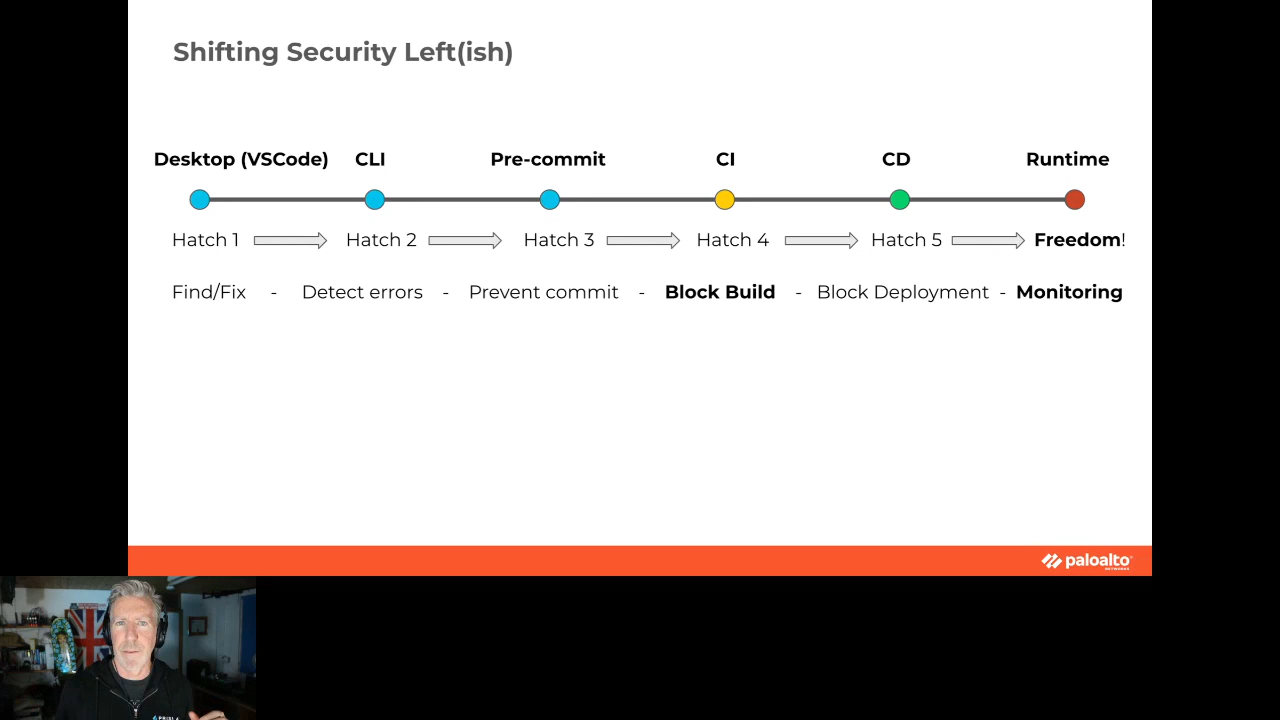 Shifting Security Left(ish)
Desktop (VSCode) CLI Pre-commit CI CD Runtime
Hatch 1 Hatch 2 Hatch 3 Hatch 4 Hatch 5 Freedom!
Find/Fix - Detect errors - Prevent commit - Block Build - Block Deployment - Monitoring
paloalto
NETWORKS